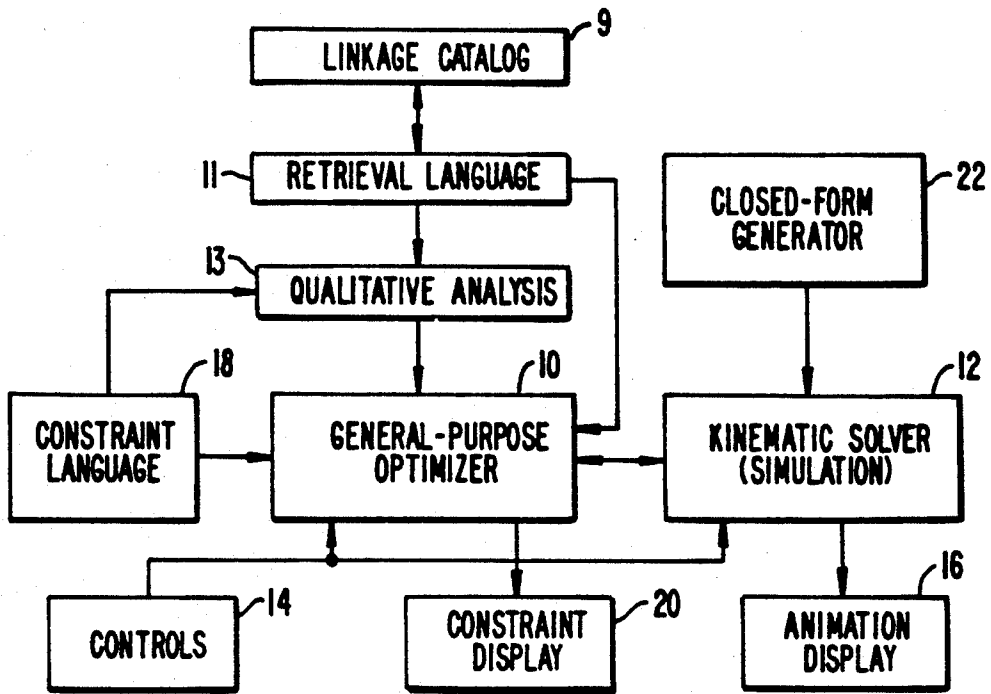 9
LINKAGE CATALOG
11
RETRIEVAL LANGUAGE
22
CLOSED-FORM
GENERATOR
13
QUALITATIVE ANALYSIS
18
CONSTRAINT
LANGUAGE
10
GENERAL-PURPOSE
OPTIMIZER
12
KINEMATIC SOLVER
(SIMULATION)
14
CONTROLS
20
CONSTRAINT
DISPLAY
16
ANIMATION
DISPLAY